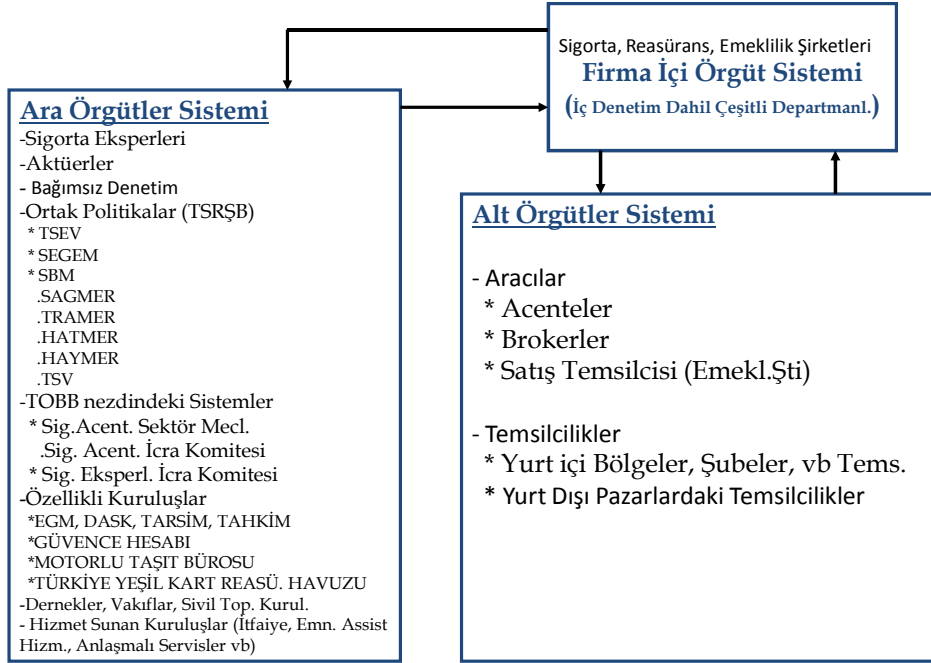 Sigorta, Reasürans, Emeklilik Şirketleri
Firma İçi Örgüt Sistemi
(İç Denetim Dahil Çeşitli Departmanl.)
Ara Örgütler Sistemi
-Sigorta Eksperleri
-Aktüerler
- Bağımsız Denetim
-Ortak Politikalar (TSRŞB)
* TSEV
* SEGEM
* SBM
.SAGMER
.TRAMER
.HATMER
.HAYMER
.TSV
-TOBB nezdindeki Sistemler
* Sig.Acent. Sektör Mecl.
.Sig. Acent. İcra Komitesi
* Sig. Eksperl. İcra Komitesi
-Özellikli Kuruluşlar
*EGM, DASK, TARSİM, TAHKİM
*GÜVENCE HESABI
*MOTORLU TAŞIT BÜROSU
*TÜRKİYE YEŞİL KART REASÜ. HAVUZU
-Dernekler, Vakıflar, Sivil Top. Kurul.
- Hizmet Sunan Kuruluşlar (İtfaiye, Emn. Assist
Hizm., Anlaşmalı Servisler vb)
Alt Örgütler Sistemi
- Aracılar
* Acenteler
* Brokerler
* Satış Temsilcisi (Emekl.Şti)
- Temsilcilikler
* Yurt içi Bölgeler, Şubeler, vb Tems.
* Yurt Dışı Pazarlardaki Temsilcilikler